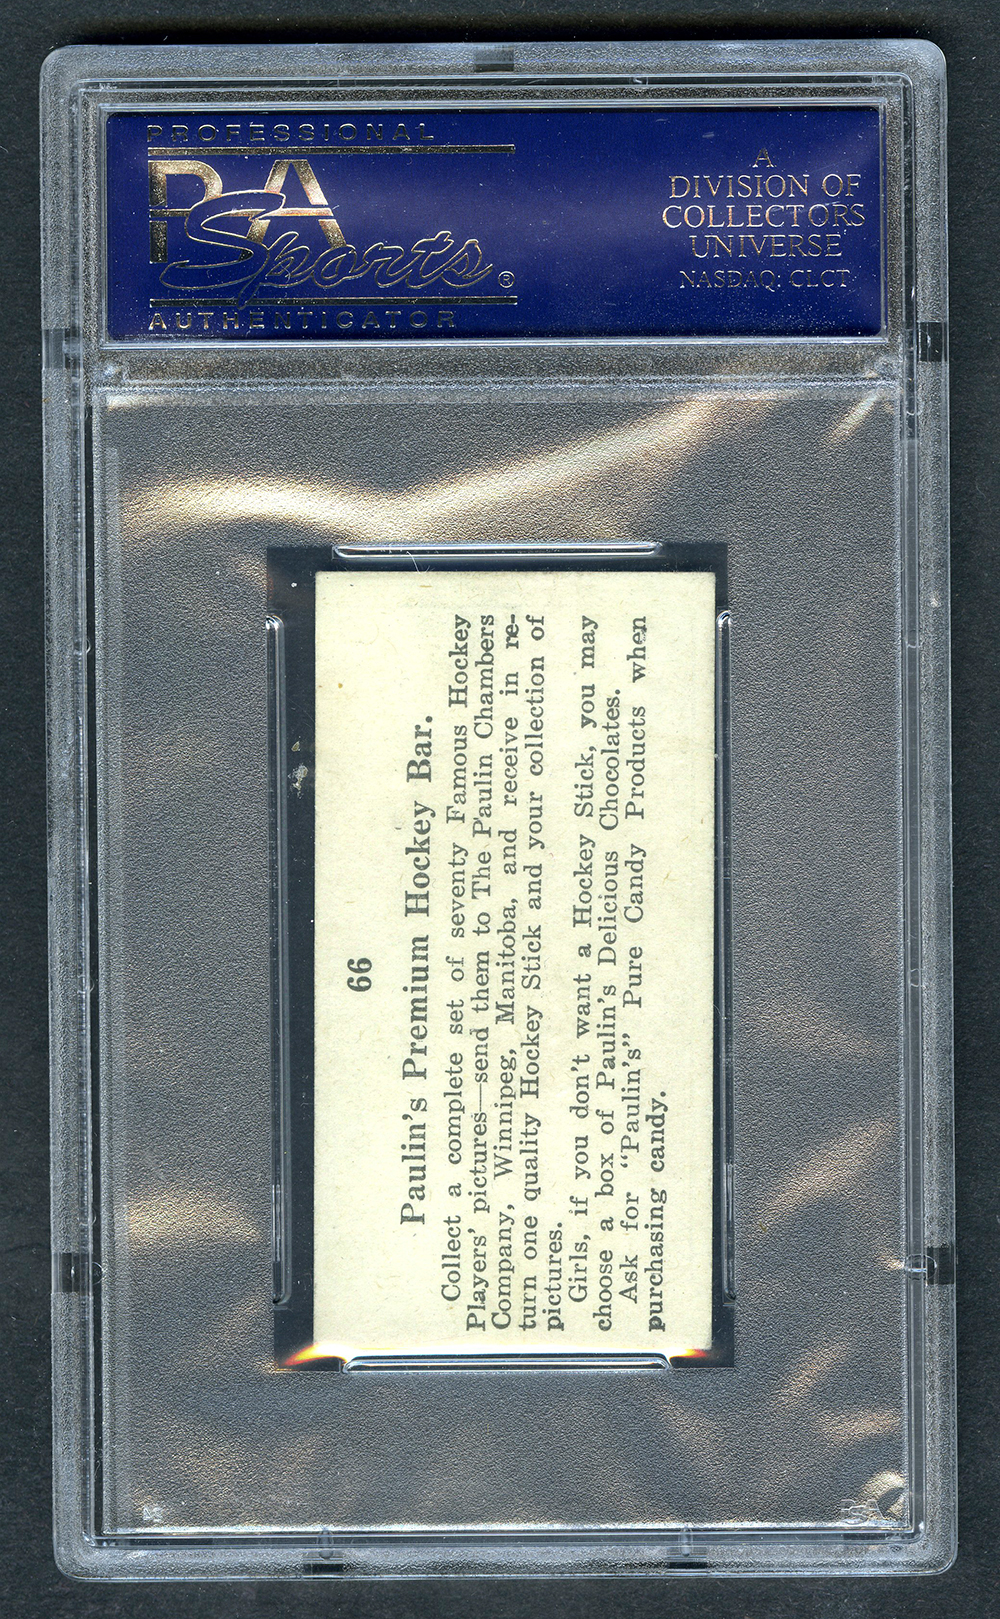 PROFESSIONAL
PSA
Sports®
AUTHENTICATOR
A
DIVISION OF
COLLECTORS
UNIVERSE
NASDAQ: CLCT
66
Paulin's Premium Hockey Bar.
Collect a complete set of seventy Famous Hockey
Players' pictures—send them to The Paulin Chambers
Company, Winnipeg, Manitoba, and receive in re-
turn one quality Hockey Stick and your collection of
pictures.
Girls, if you don't want a Hockey Stick, you may
choose a box of Paulin's Delicious Chocolates.
Ask for "Paulin's" Pure Candy Products when
purchasing candy.
PSA